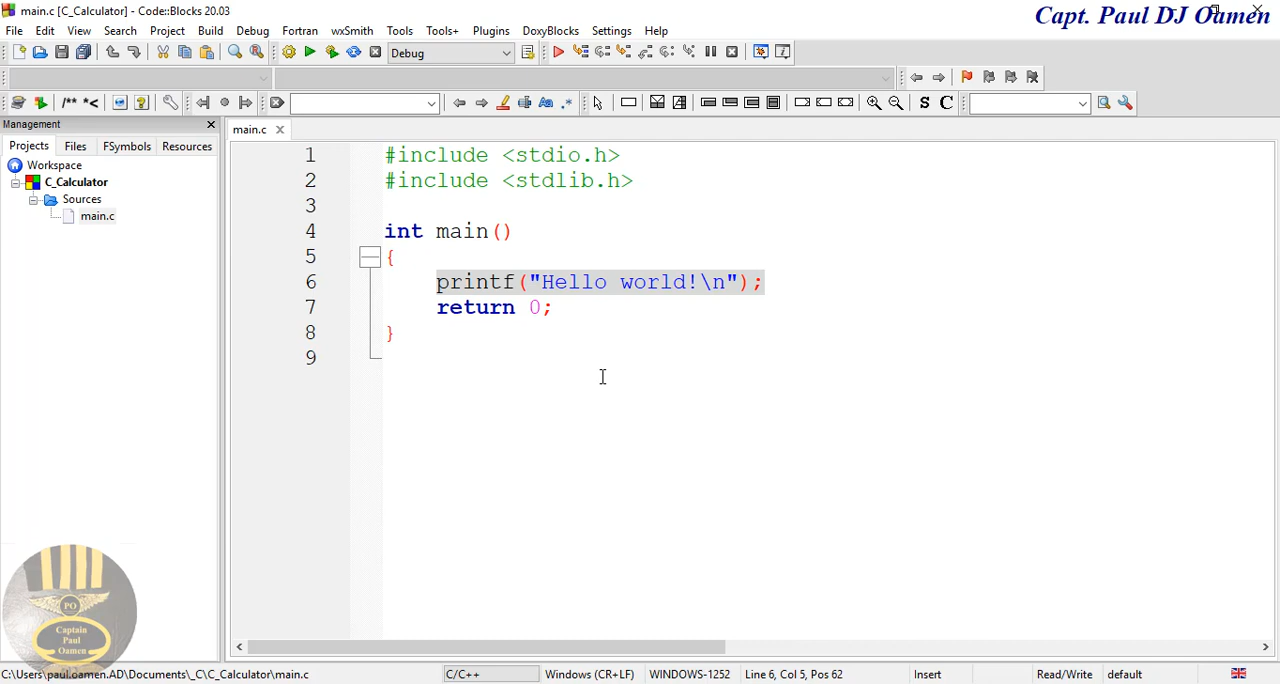 main.c [C_Calculator] - Code::Blocks 20.03
Capt. Paul DJ Oamen
File Edit View Search Project Build Debug Fortran wxSmith Tools Tools+ Plugins DoxyBlocks Settings Help
Debug
/** *<
S C
Management
main.c
Projects Files FSymbols Resources
Workspace
C_Calculator
Sources
main.c
1 #include <stdio.h>
2 #include <stdlib.h>
3
4 int main()
5 {
6 printf("Hello world!\n");
7 return 0;
8 }
9
PO
Captain
Paul
Oamen
C:\Users\paul.oamen.AD\Documents\_C\C_Calculator\main.c C/C++ Windows (CR+LF) WINDOWS-1252 Line 6, Col 5, Pos 62 Insert Read/Write default